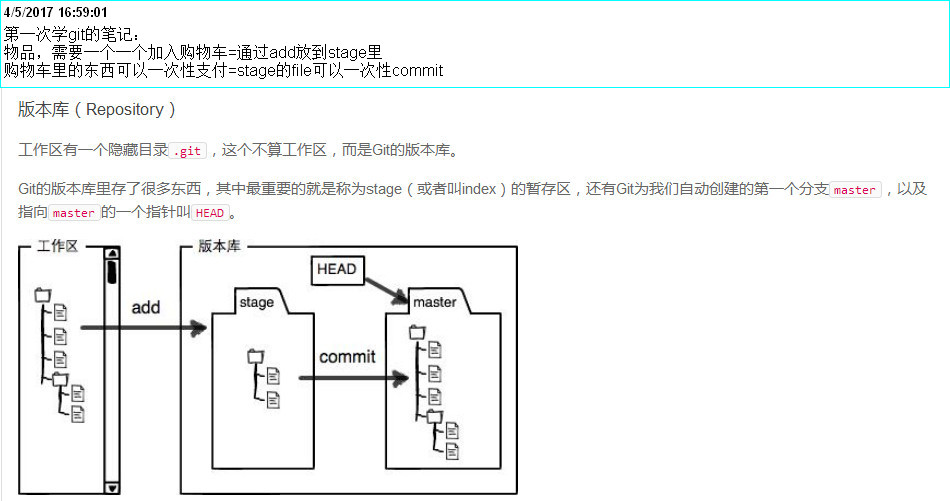 4/5/2017 16:59:01
第一次学git的笔记：
物品，需要一个一个加入购物车=通过add放到stage里
购物车里的东西可以一次性支付=stage的file可以一次性commit
版本库（Repository）
工作区有一个隐藏目录.git，这个不算工作区，而是Git的版本库。
Git的版本库里存了很多东西，其中最重要的就是称为stage（或者叫index）的暂存区，还有Git为我们自动创建的第一个分支master，以及
指向master的一个指针叫HEAD。
工作区
版本库
HEAD
stage
master
add
commit